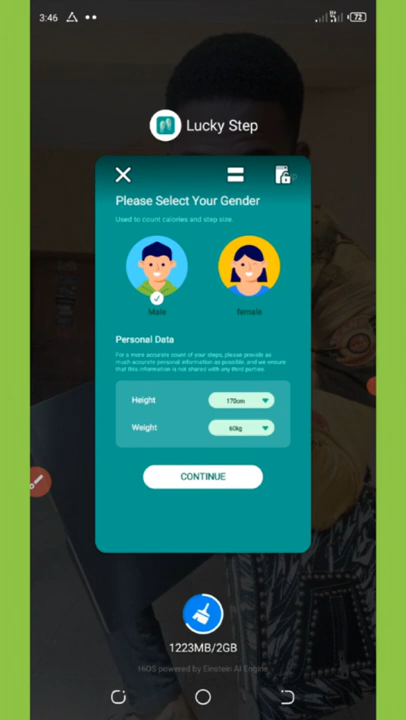 3:46
72
Lucky Step
Please Select Your Gender
Used to count calories and step size.
Male
female
Personal Data
For a more accurate count of your steps, please provide as
much accurate personal information as possible, and we ensure
that this information is not shared with any third parties.
Height
170cm
Weight
60kg
CONTINUE
1223MB/2GB
HiOS powered by Einstein AI Engine